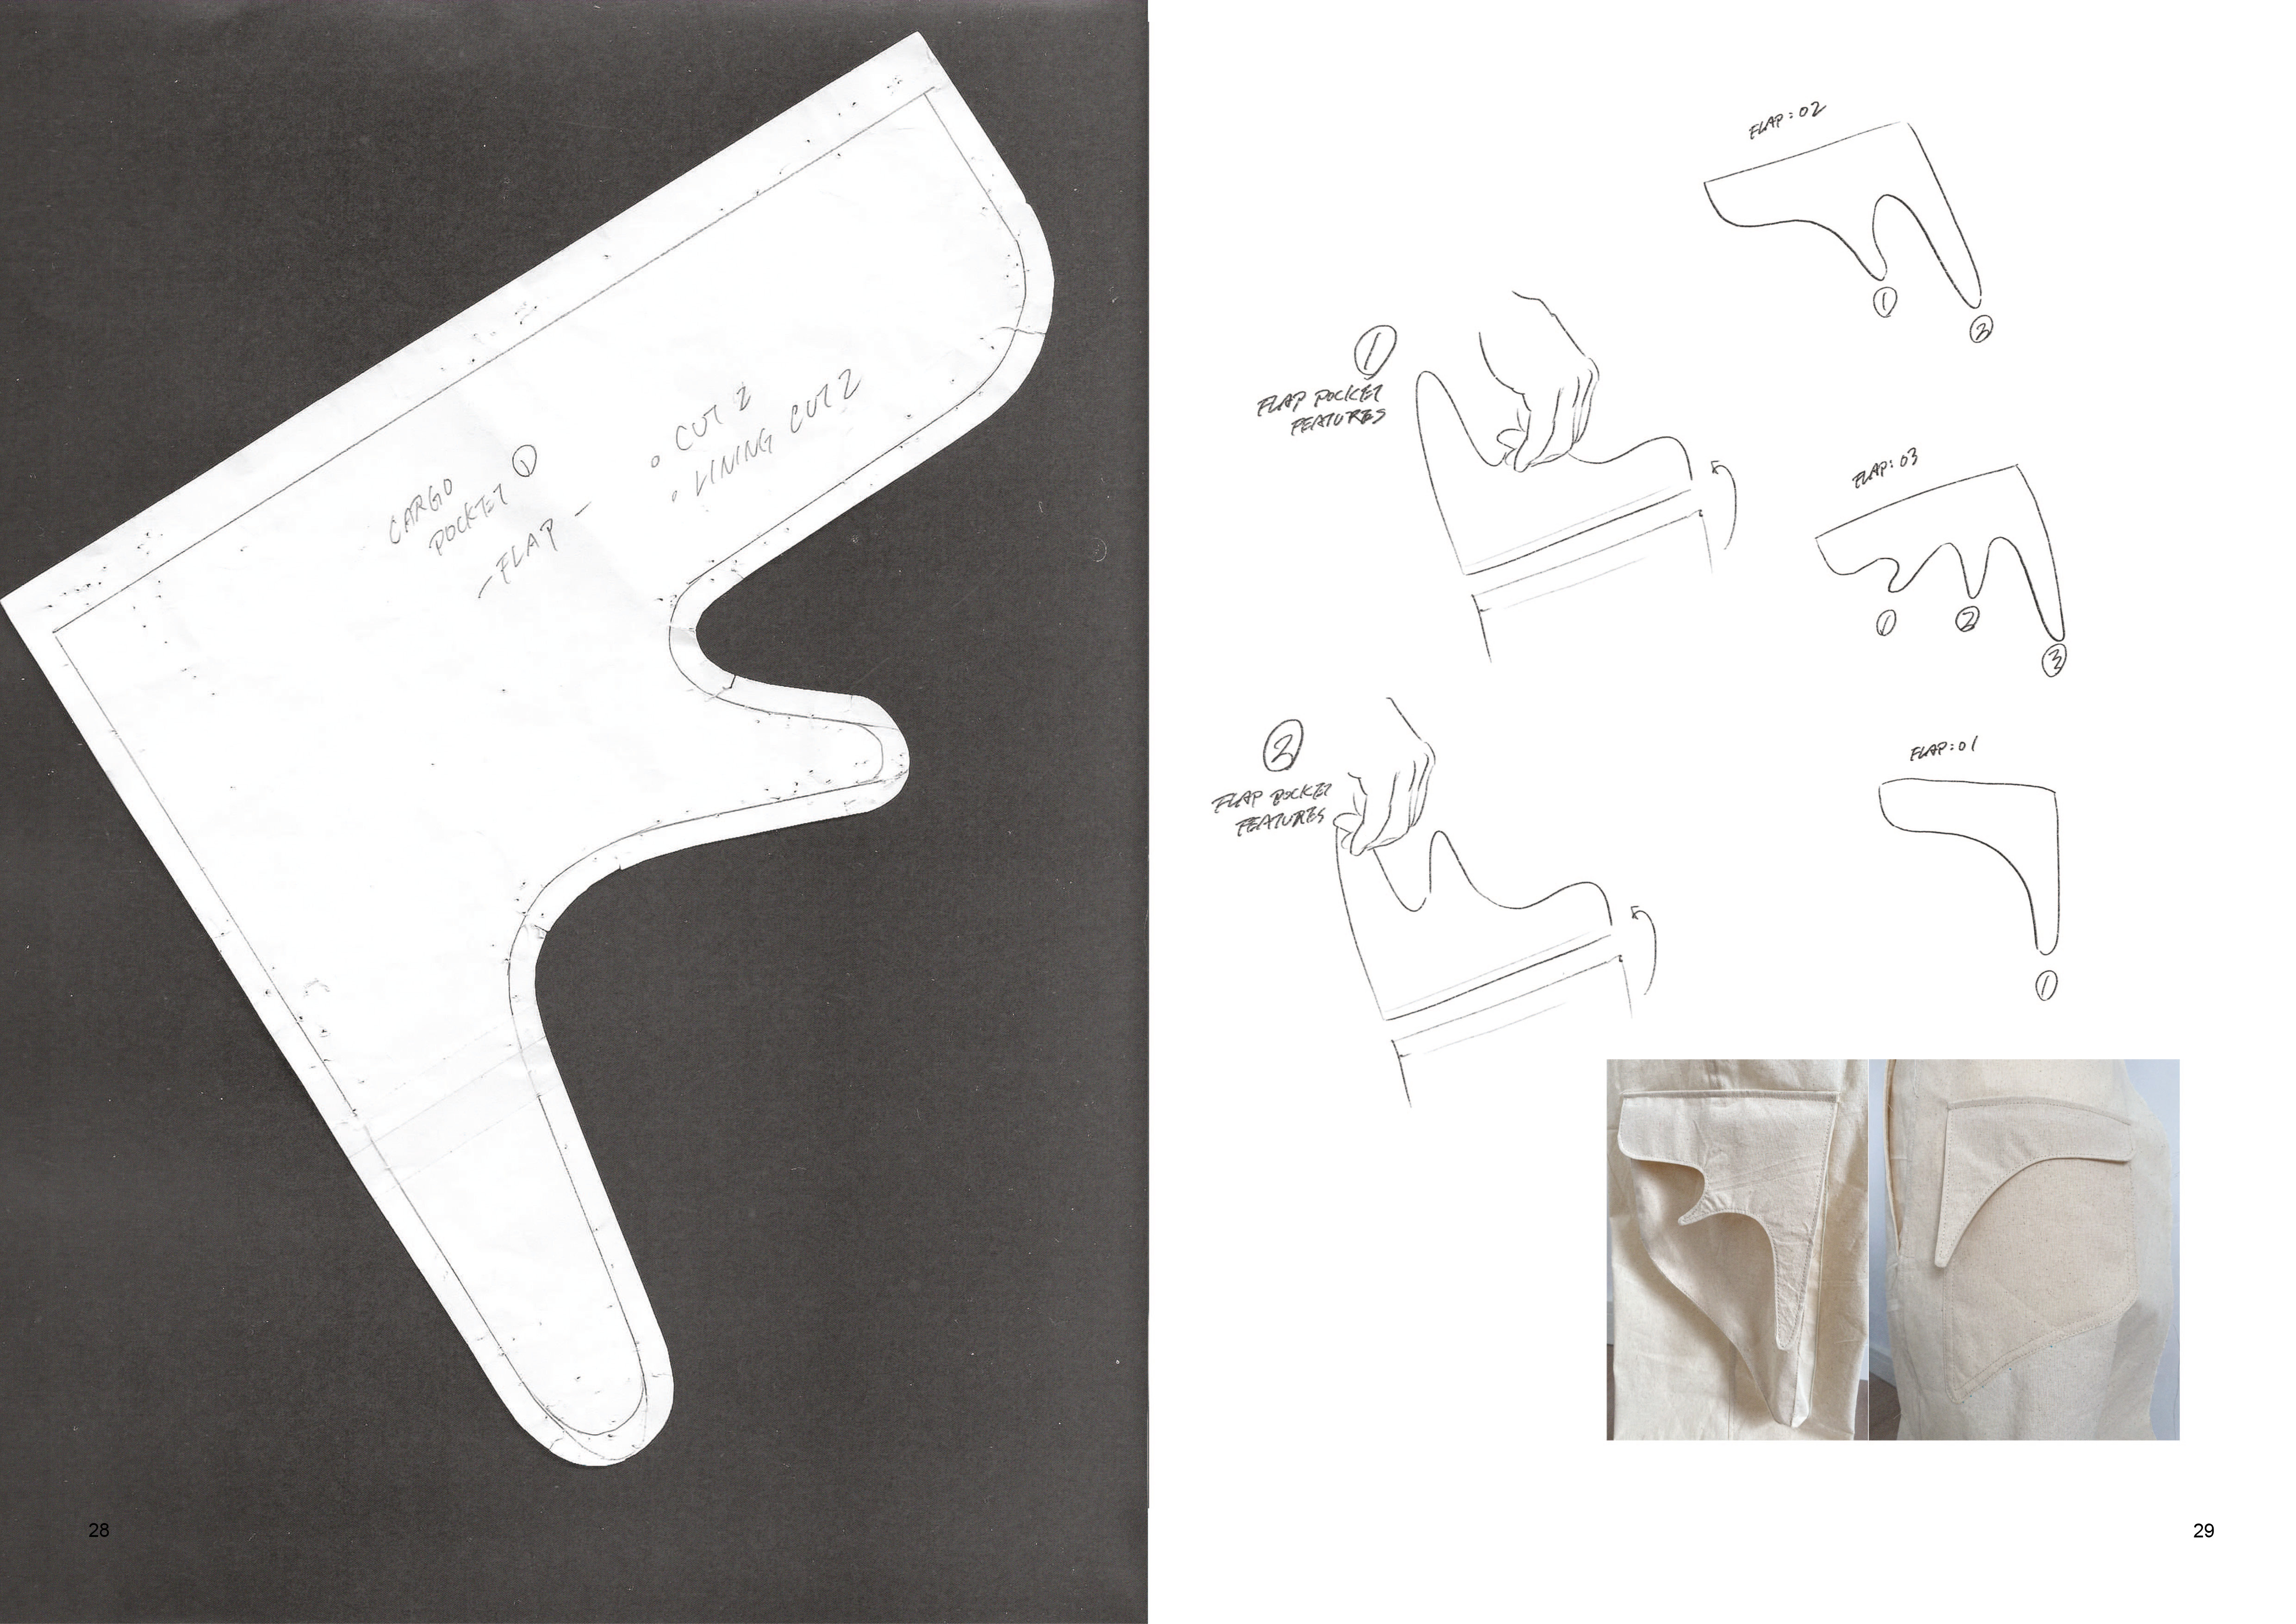 CARGO
POCKET 1
- FLAP -
• CUT 2
• LINING CUT 2
28
FLAP: 02
1
2
1
FLAP POCKET
FEATURES
FLAP: 03
1
2
3
2
FLAP POCKET
FEATURES
FLAP: 01
1
29